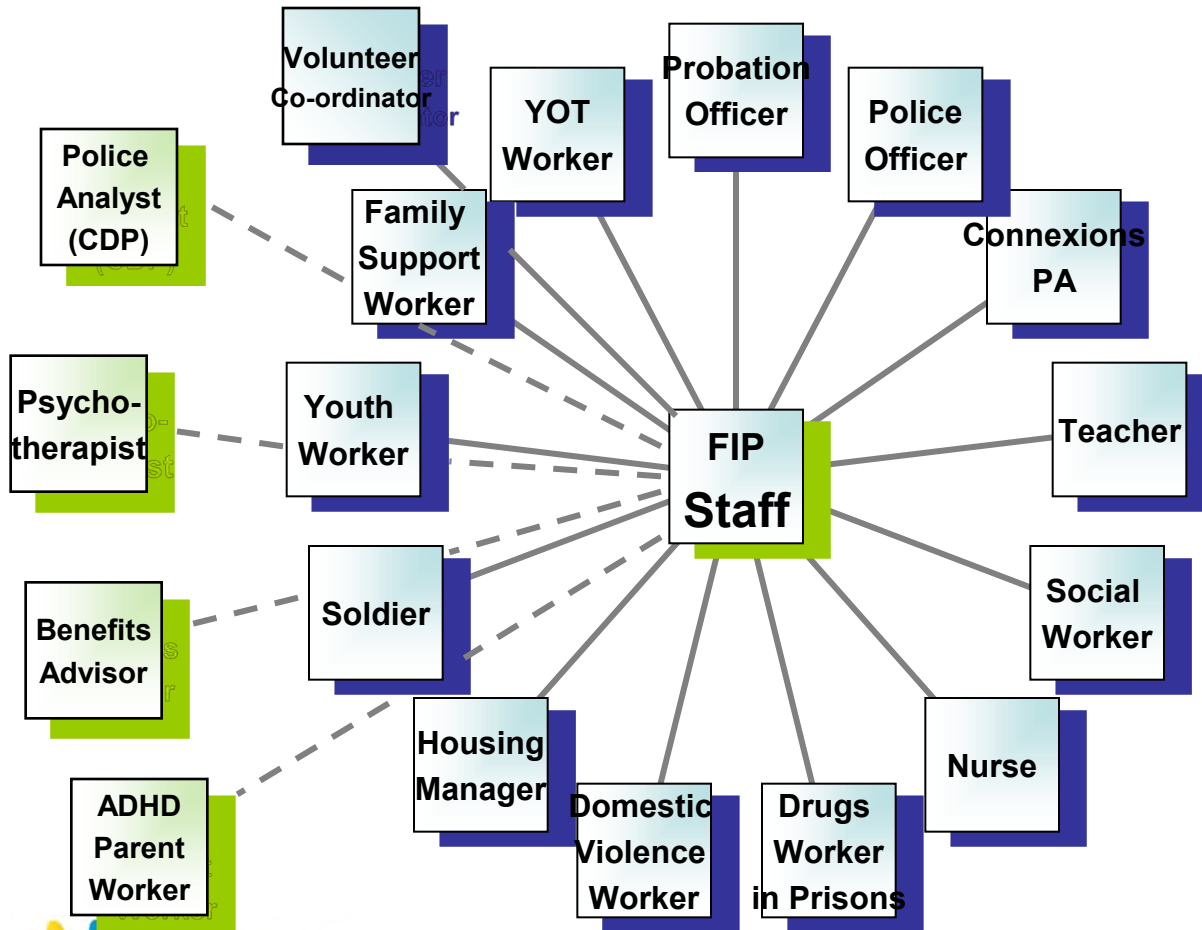 Volunteer
Co-ordinator
YOT
Worker
Probation
Officer
Police
Officer
Connexions
PA
Police
Analyst
(CDP)
Family
Support
Worker
Psycho-
therapist
Youth
Worker
FIP
Staff
Teacher
Benefits
Advisor
Soldier
Social
Worker
Housing
Manager
Nurse
ADHD
Parent
Worker
Domestic
Violence
Worker
Drugs
Worker
in Prisons